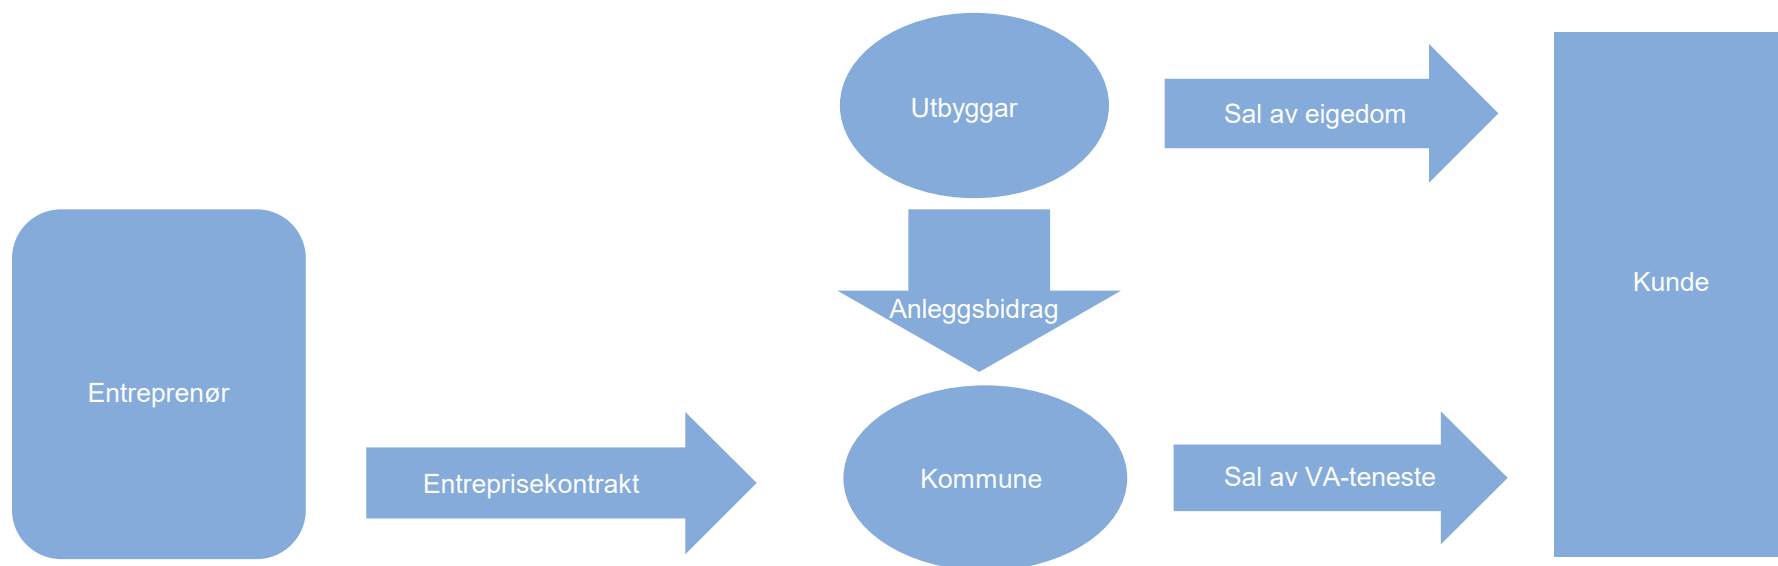 Utbyggar
Sal av eigedom
Kunde
Anleggsbidrag
Entreprenør
Entreprisekontrakt
Kommune
Sal av VA-teneste